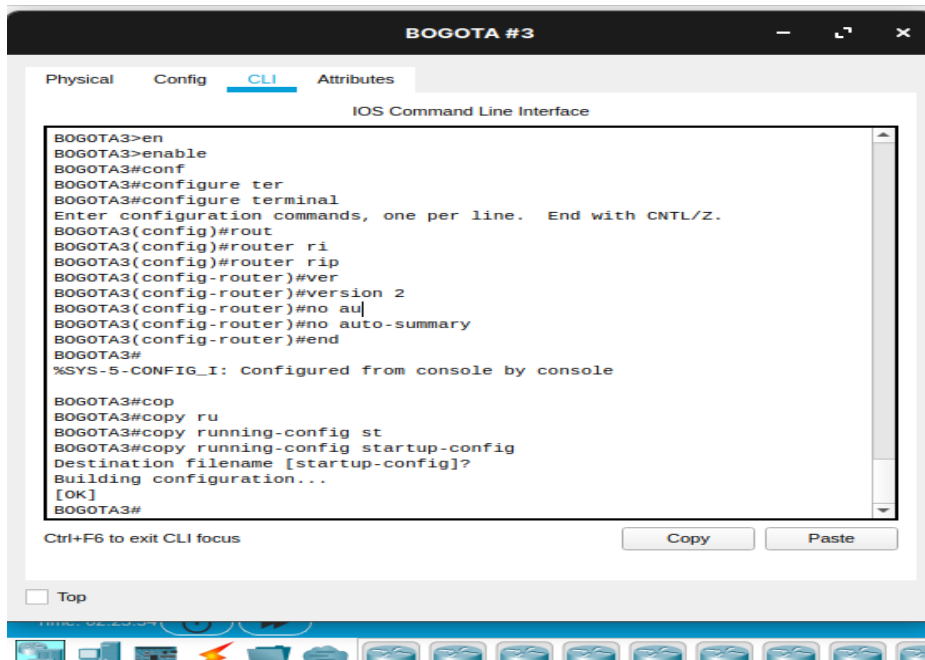 BOGOTA #3
Physical Config CLI Attributes
IOS Command Line Interface
BOGOTA3>en
BOGOTA3>enable
BOGOTA3#conf
BOGOTA3#configure ter
BOGOTA3#configure terminal
Enter configuration commands, one per line.  End with CNTL/Z.
BOGOTA3(config)#rout
BOGOTA3(config)#router ri
BOGOTA3(config)#router rip
BOGOTA3(config-router)#ver
BOGOTA3(config-router)#version 2
BOGOTA3(config-router)#no au
BOGOTA3(config-router)#no auto-summary
BOGOTA3(config-router)#end
BOGOTA3#
%SYS-5-CONFIG_I: Configured from console by console
BOGOTA3#cop
BOGOTA3#copy ru
BOGOTA3#copy running-config st
BOGOTA3#copy running-config startup-config
Destination filename [startup-config]?
Building configuration...
[OK]
BOGOTA3#
Ctrl+F6 to exit CLI focus
Copy Paste
Top